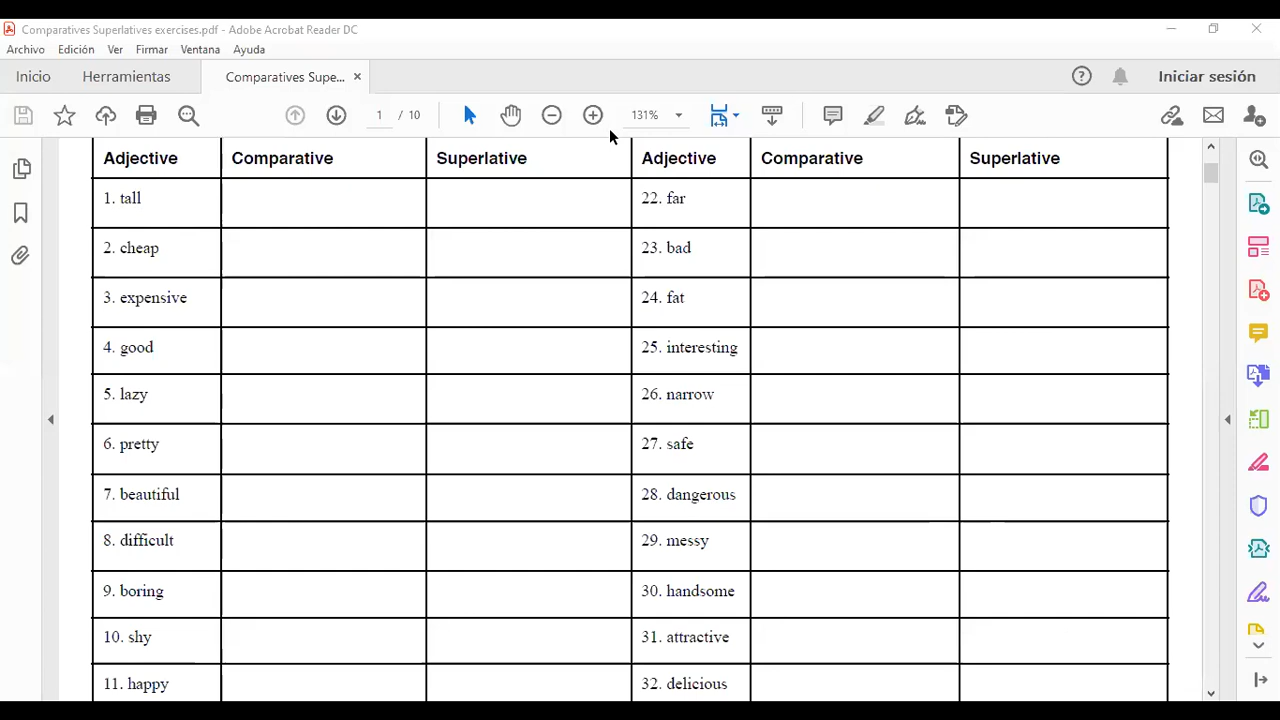 Comparatives Superlatives exercises.pdf - Adobe Acrobat Reader DC
Archivo Edición Ver Firmar Ventana Ayuda
Inicio Herramientas Comparatives Supe... × Iniciar sesión
1 / 10 131%
Adjective Comparative Superlative Adjective Comparative Superlative
1. tall 22. far
2. cheap 23. bad
3. expensive 24. fat
4. good 25. interesting
5. lazy 26. narrow
6. pretty 27. safe
7. beautiful 28. dangerous
8. difficult 29. messy
9. boring 30. handsome
10. shy 31. attractive
11. happy 32. delicious